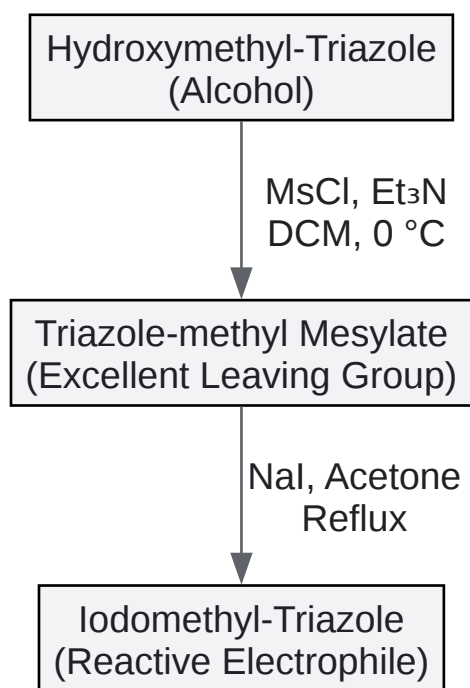 Hydroxymethyl-Triazole
(Alcohol)
MsCl, Et₃N
DCM, 0 °C
Triazole-methyl Mesylate
(Excellent Leaving Group)
NaI, Acetone
Reflux
Iodomethyl-Triazole
(Reactive Electrophile)